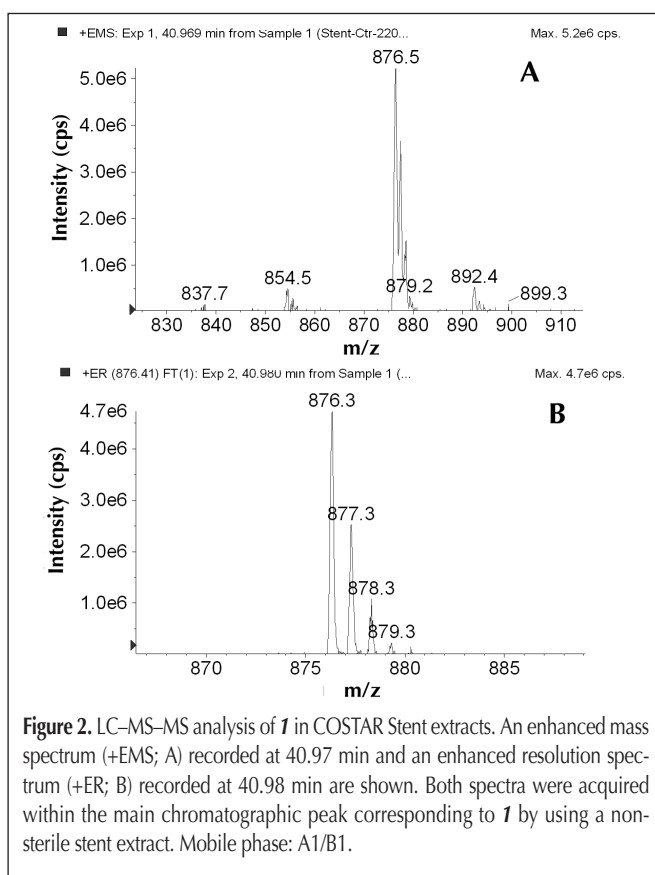 +EMS: Exp 1, 40.969 min from Sample 1 (Stent-Ctr-220... Max. 5.2e6 cps.
A
876.5
5.0e6
4.0e6
3.0e6
2.0e6
1.0e6
Intensity (cps)
837.7
854.5
879.2
892.4
899.3
830 840 850 860 870 880 890 900 910
m/z
+ER (876.41) FT(1): Exp 2, 40.980 min from Sample 1 (... Max. 4.7e6 cps.
B
876.3
4.7e6
4.0e6
3.0e6
2.0e6
1.0e6
Intensity (cps)
877.3
878.3
879.3
870 875 880 885
m/z
Figure 2. LC–MS–MS analysis of 1 in COSTAR Stent extracts. An enhanced mass
spectrum (+EMS; A) recorded at 40.97 min and an enhanced resolution spec-
trum (+ER; B) recorded at 40.98 min are shown. Both spectra were acquired
within the main chromatographic peak corresponding to 1 by using a non-
sterile stent extract. Mobile phase: A1/B1.